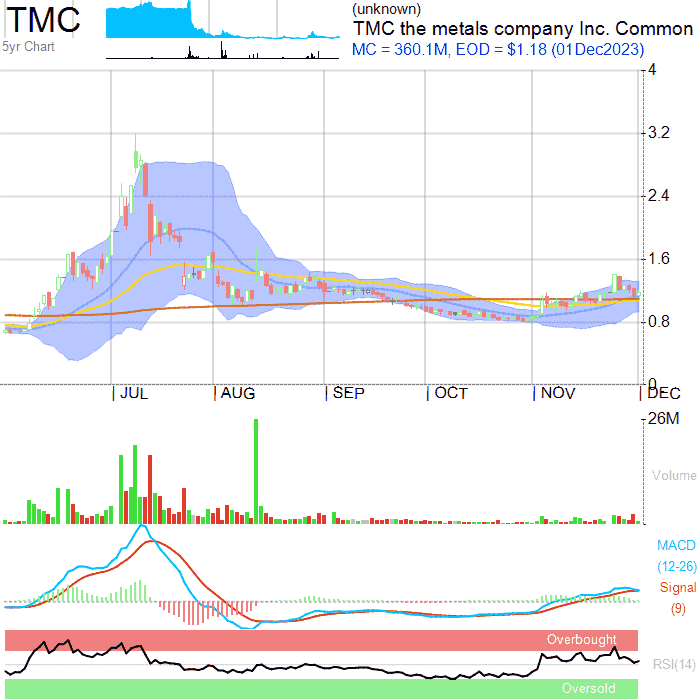 TMC
5yr Chart
(unknown)
TMC the metals company Inc. Common
MC = 360.1M, EOD = $1.18 (01Dec2023)
4
3.2
2.4
1.6
0.8
0
JUL AUG SEP OCT NOV DEC
26M
Volume
MACD
(12-26)
Signal
(9)
Overbought
RSI(14)
Oversold